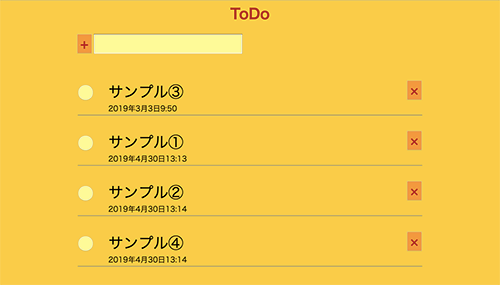 ToDo
+
サンプル③
×
2019年3月3日9:50
サンプル①
×
2019年4月30日13:13
サンプル②
×
2019年4月30日13:14
サンプル④
×
2019年4月30日13:14